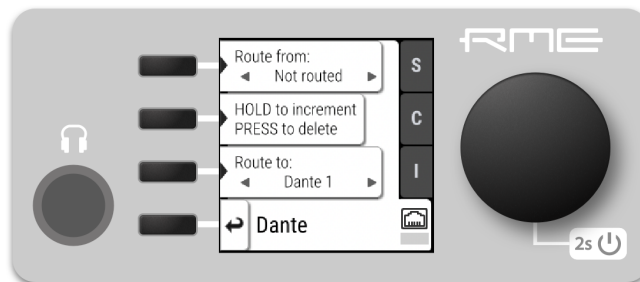 RME
Route from:
Not routed
S
HOLD to increment
PRESS to delete
C
Route to:
Dante 1
I
Dante
2s